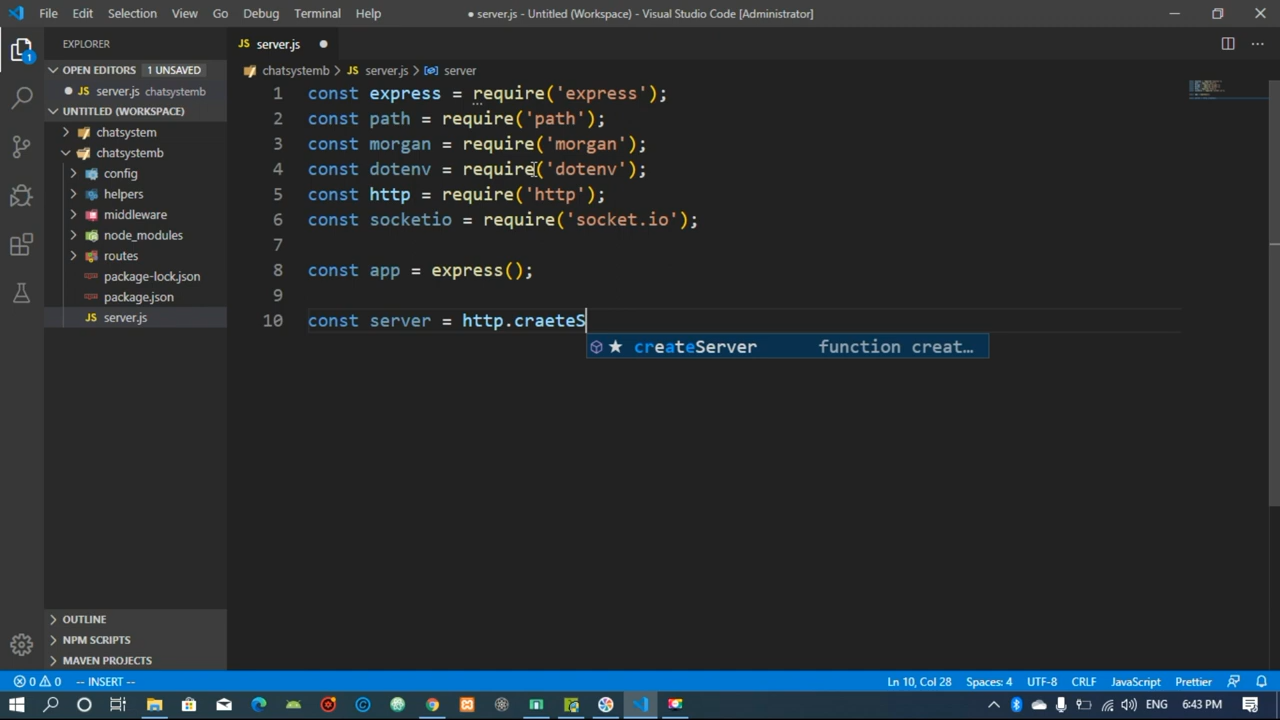 File Edit Selection View Go Debug Terminal Help ● server.js - Untitled (Workspace) - Visual Studio Code [Administrator]
EXPLORER
JS server.js ●
OPEN EDITORS 1 UNSAVED
● JS server.js chatsystemb
UNTITLED (WORKSPACE)
chatsystem
chatsystemb
config
helpers
middleware
node_modules
routes
package-lock.json
package.json
JS server.js
OUTLINE
NPM SCRIPTS
MAVEN PROJECTS
1
chatsystemb > JS server.js > server
1 const express = require('express');
2 const path = require('path');
3 const morgan = require('morgan');
4 const dotenv = require('dotenv');
5 const http = require('http');
6 const socketio = require('socket.io');
7
8 const app = express();
9
10 const server = http.craeteS
createServer function creat…
0 0 -- INSERT -- Ln 10, Col 28 Spaces: 4 UTF-8 CRLF JavaScript Prettier
ENG 6:43 PM